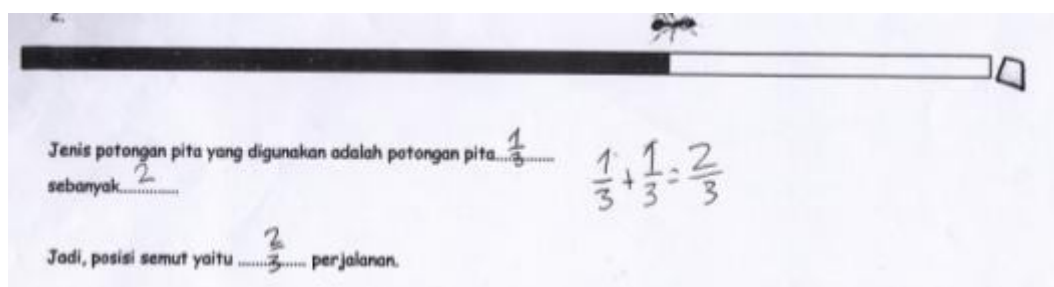 2.
Jenis potongan pita yang digunakan adalah potongan pita...1/3......
sebanyak....2.........
1/3 + 1/3 = 2/3
Jadi, posisi semut yaitu ......2/3...... perjalanan.